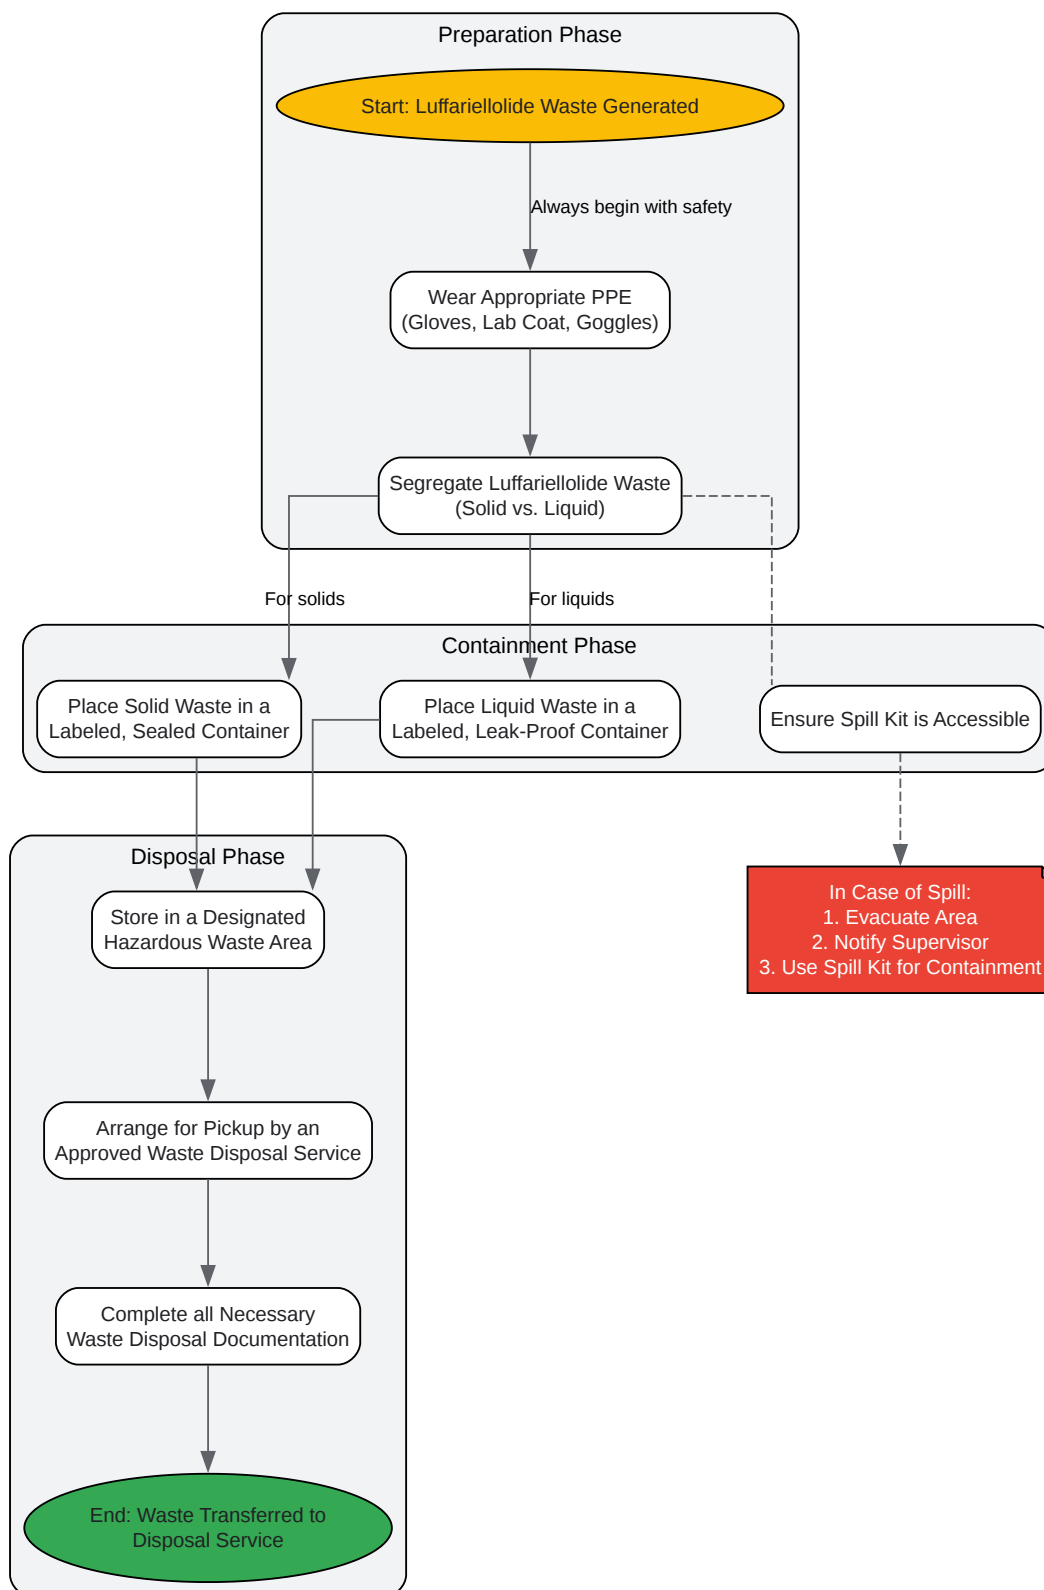 Preparation Phase
Start: Luffariellolide Waste Generated
Always begin with safety
Wear Appropriate PPE
(Gloves, Lab Coat, Goggles)
Segregate Luffariellolide Waste
(Solid vs. Liquid)
For solids
For liquids
Containment Phase
Place Solid Waste in a
Labeled, Sealed Container
Place Liquid Waste in a
Labeled, Leak-Proof Container
Ensure Spill Kit is Accessible
Disposal Phase
Store in a Designated
Hazardous Waste Area
In Case of Spill:
1. Evacuate Area
2. Notify Supervisor
3. Use Spill Kit for Containment
Arrange for Pickup by an
Approved Waste Disposal Service
Complete all Necessary
Waste Disposal Documentation
End: Waste Transferred to
Disposal Service